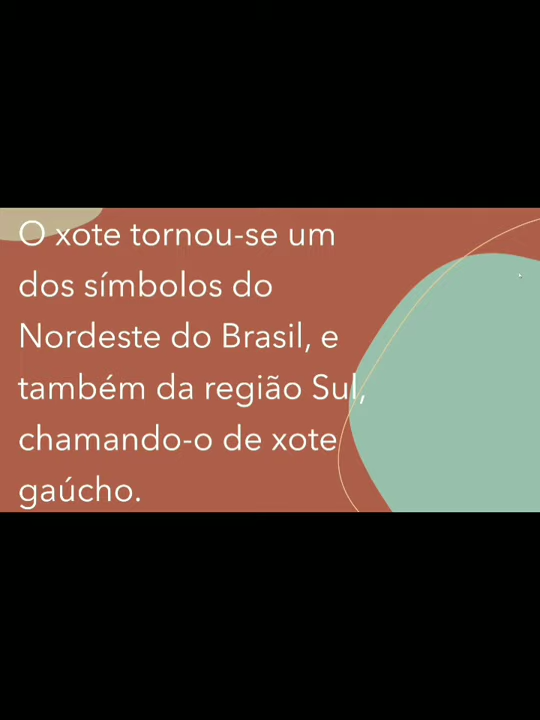 O xote tornou-se um
dos símbolos do
Nordeste do Brasil, e
também da região Sul,
chamando-o de xote
gaúcho.